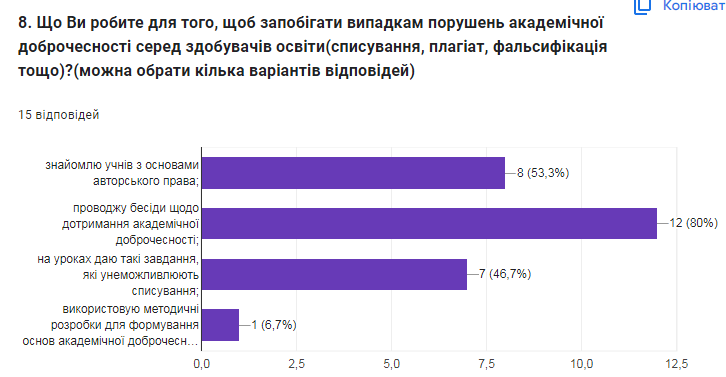 Копіюват
8. Що Ви робите для того, щоб запобігати випадкам порушень академічної
доброчесності серед здобувачів освіти(списування, плагіат, фальсифікація
тощо)?(можна обрати кілька варіантів відповідей)
15 відповідей
знайомлю учнів з основами
авторського права;
8 (53,3%)
проводжу бесіди щодо
дотримання академічної
доброчесності;
12 (80%)
на уроках даю такі завдання,
які унеможливлюють
списування;
7 (46,7%)
використовую методичні
розробки для формування
основ академічної доброчесн…
1 (6,7%)
0,0 2,5 5,0 7,5 10,0 12,5